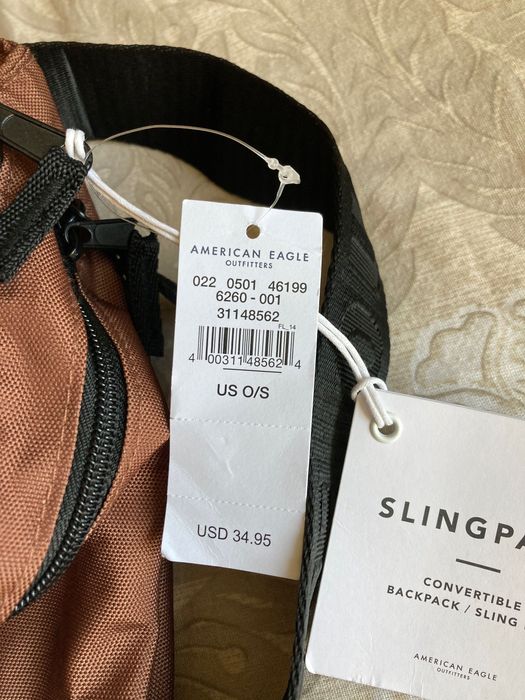 AMERICAN EAGLE
OUTFITTERS
022 0501 46199
6260-001
31148562
FL_14
4 00311 48562 4
US O/S
USD 34.95
SLINGPA
CONVERTIBLE
BACKPACK / SLING
AMERICAN EAGLE
OUTFITTERS